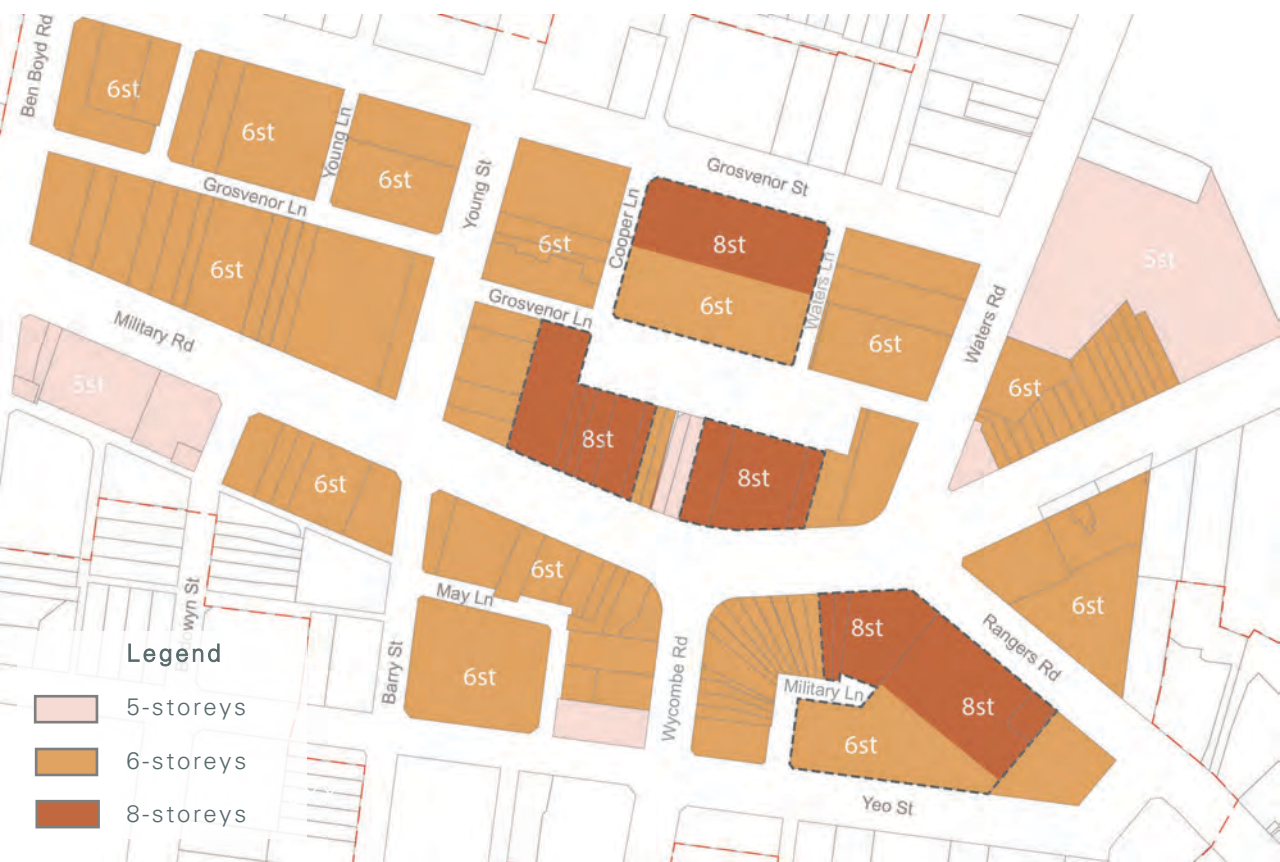 Ben Boyd Rd
6st
6st
Young Ln
6st
Grosvenor Ln
6st
Young St
6st
Cooper Ln
Grosvenor St
8st
6st
Waters Ln
6st
Waters Rd
5st
6st
Military Rd
5st
6st
Grosvenor Ln
8st
8st
6st
May Ln
6st
Barry St
Wycombe Rd
8st
Military Ln
8st
6st
Rangers Rd
6st
Yeo St
Legend
5-storeys
6-storeys
8-storeys